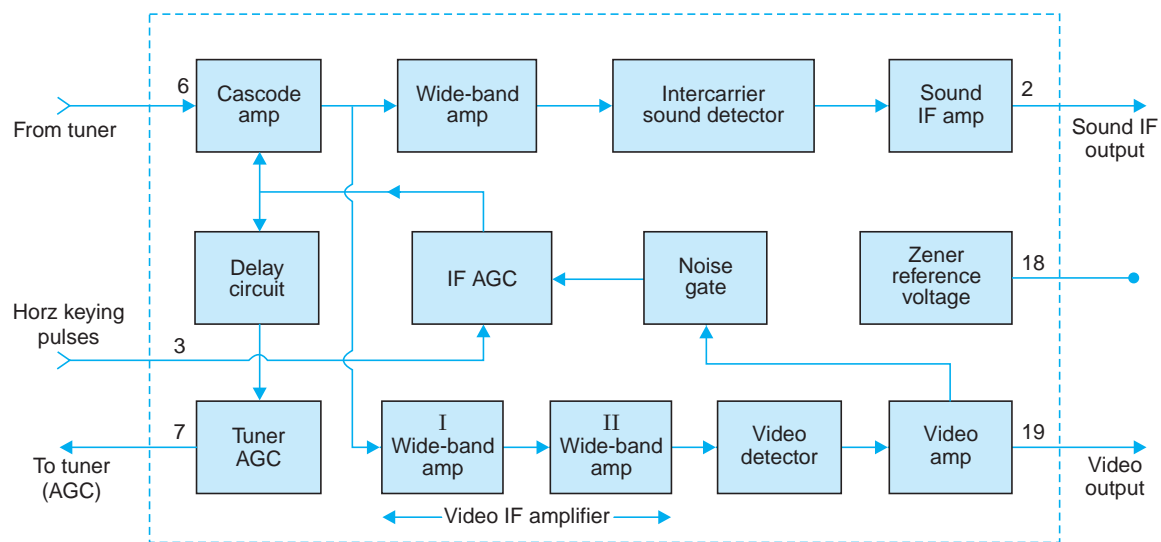 6
Cascode
amp
Wide-band
amp
Intercarrier
sound detector
Sound
IF amp
2
From tuner
Sound IF
output
Delay
circuit
IF AGC
Noise
gate
Zener
reference
voltage
18
Horz keying
pulses
3
7
Tuner
AGC
I
Wide-band
amp
II
Wide-band
amp
Video
detector
Video
amp
19
To tuner
(AGC)
Video
output
Video IF amplifier